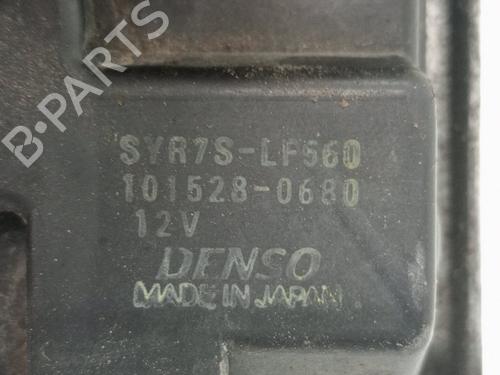 B-PARTS
SYR7S-LF560
101528-0680
12V
DENSO
MADE IN JAPAN